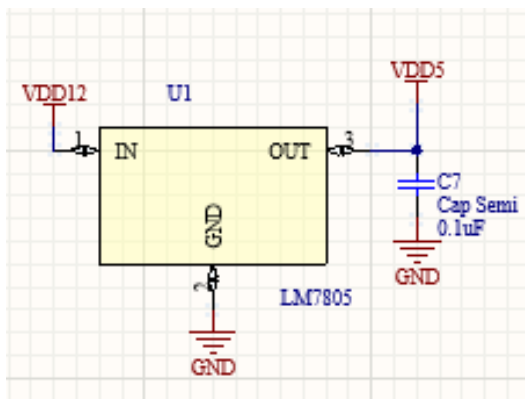 VDD12
U1
VDD5
1
IN
OUT
3
GND
2
C7
Cap Semi
0.1uF
GND
LM7805
GND